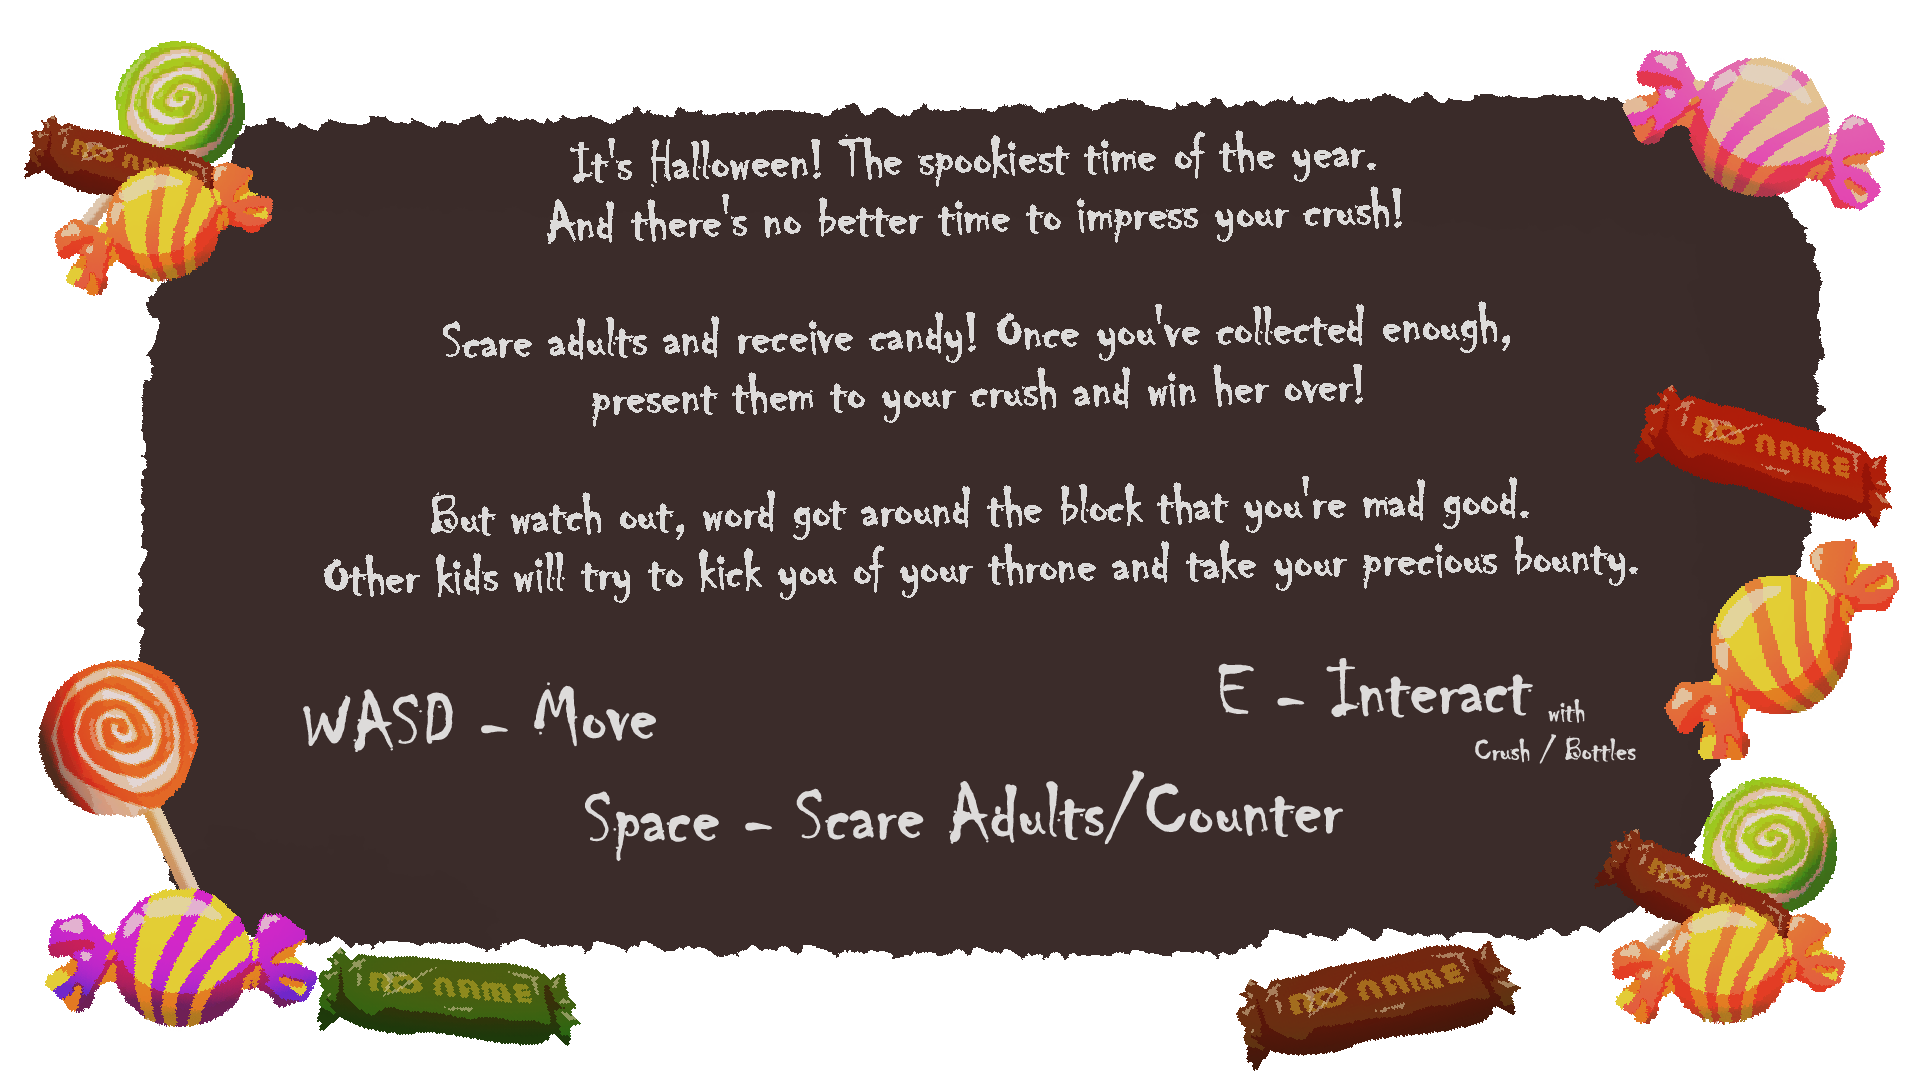 It's Halloween! The spookiest time of the year.
And there's no better time to impress your crush!
Scare adults and receive candy! Once you've collected enough,
present them to your crush and win her over!
But watch out, word got around the block that you're mad good.
Other kids will try to kick you of your throne and take your precious bounty.
WASD - Move
E - Interact with
Crush / Bottles
Space - Scare Adults/Counter
NO NA
NO NAME
NO NA
NO NAME
NO NAME